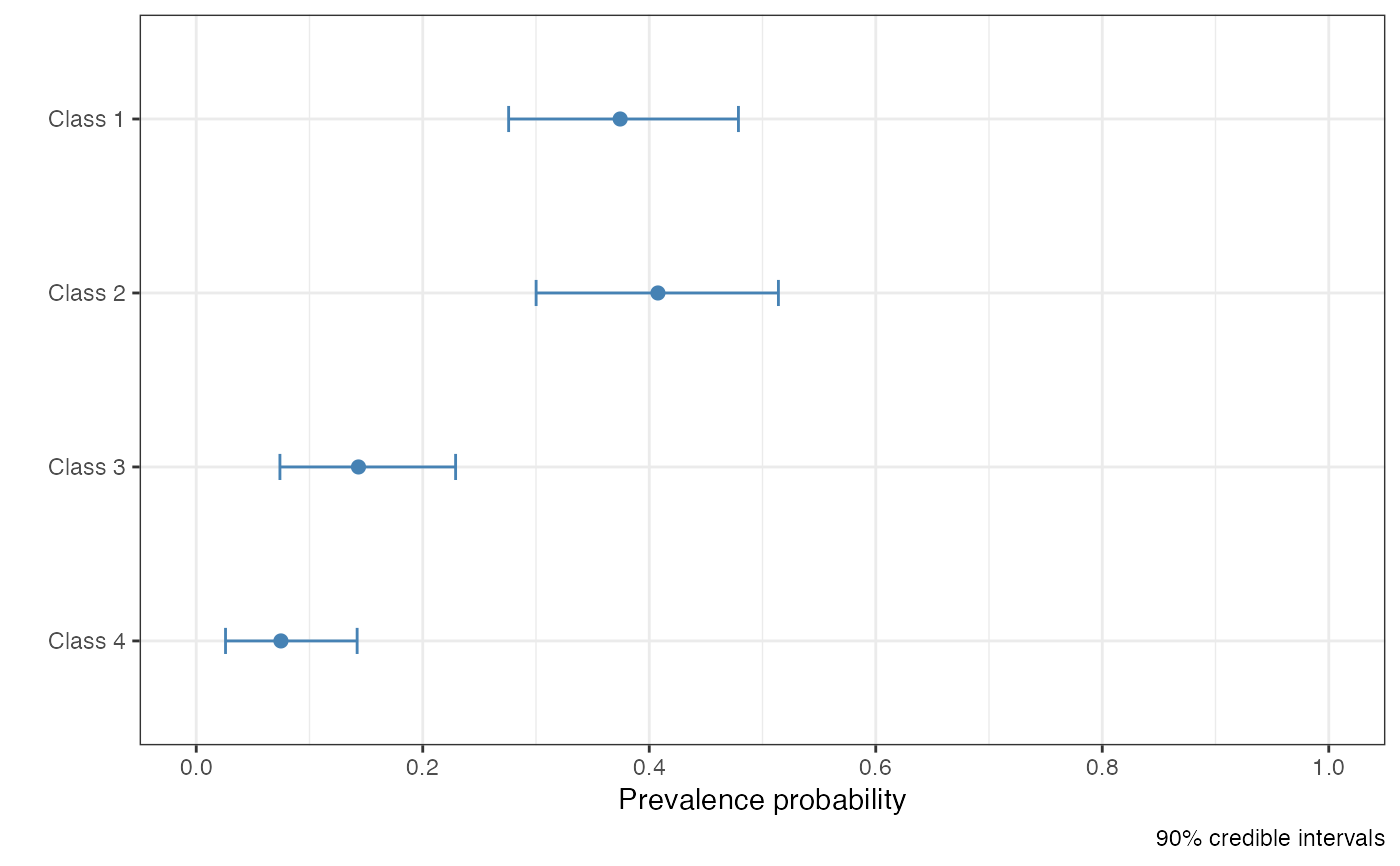 Class 1
Class 2
Class 3
Class 4
0.0 0.2 0.4 0.6 0.8 1.0
Prevalence probability
90% credible intervals